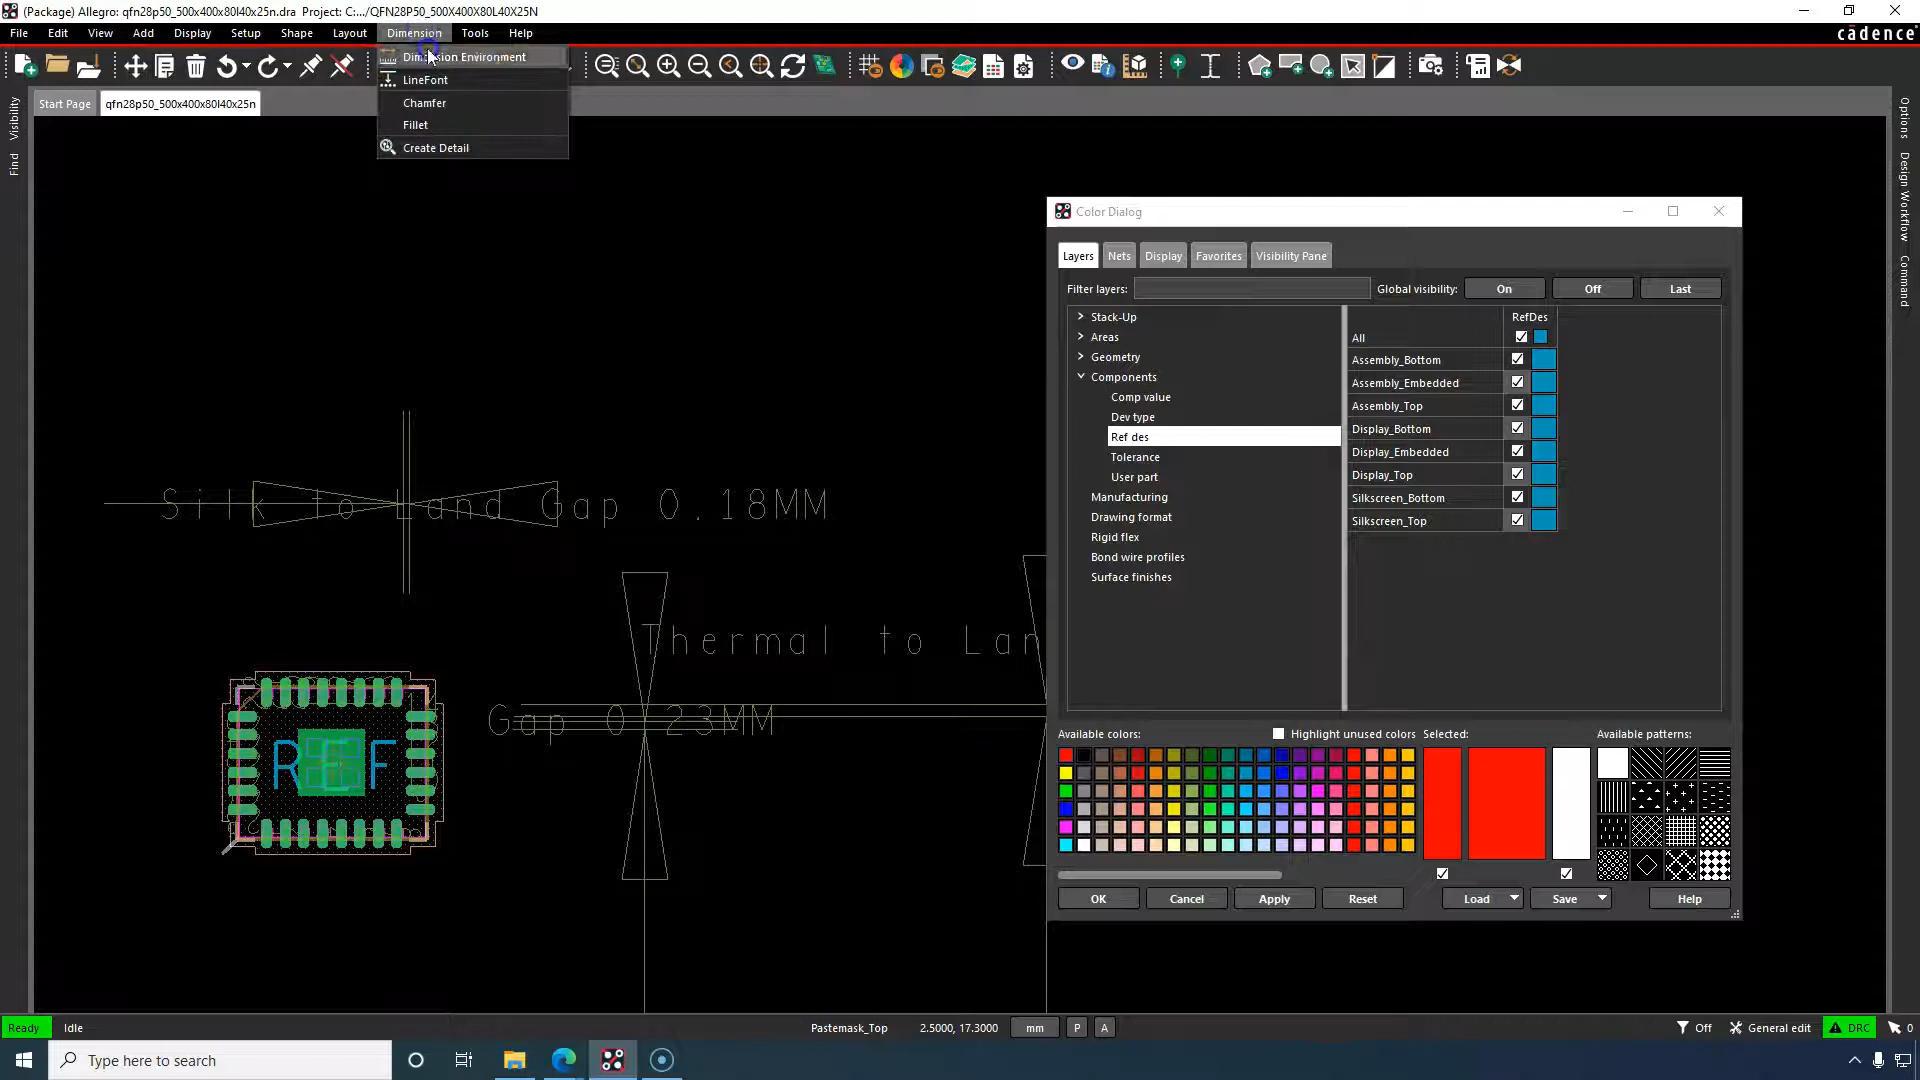 (Package) Allegro: qfn28p50_500x400x80l40x25n.dra Project: C:.../QFN28P50_500X400X80L40X25N
File Edit View Add Display Setup Shape Layout Dimension Tools Help
cadence
Dimension Environment
LineFont
Chamfer
Fillet
Create Detail
Start Page
qfn28p50_500x400x80l40x25n
Visibility
Find
Options
Design Workflow
Command
Silk to Land Gap 0.18MM
Thermal to Lan
Gap 0.23MM
REF
Color Dialog
Layers Nets Display Favorites Visibility Pane
Filter layers:
Global visibility: On Off Last
Stack-Up
Areas
Geometry
Components
Comp value
Dev type
Ref des
Tolerance
User part
Manufacturing
Drawing format
Rigid flex
Bond wire profiles
Surface finishes
RefDes
All
Assembly_Bottom
Assembly_Embedded
Assembly_Top
Display_Bottom
Display_Embedded
Display_Top
Silkscreen_Bottom
Silkscreen_Top
Available colors:
Highlight unused colors
Selected:
Available patterns:
OK Cancel Apply Reset Load Save Help
Ready Idle Pastemask_Top 2.5000, 17.3000 mm P A Off General edit DRC 0
Type here to search